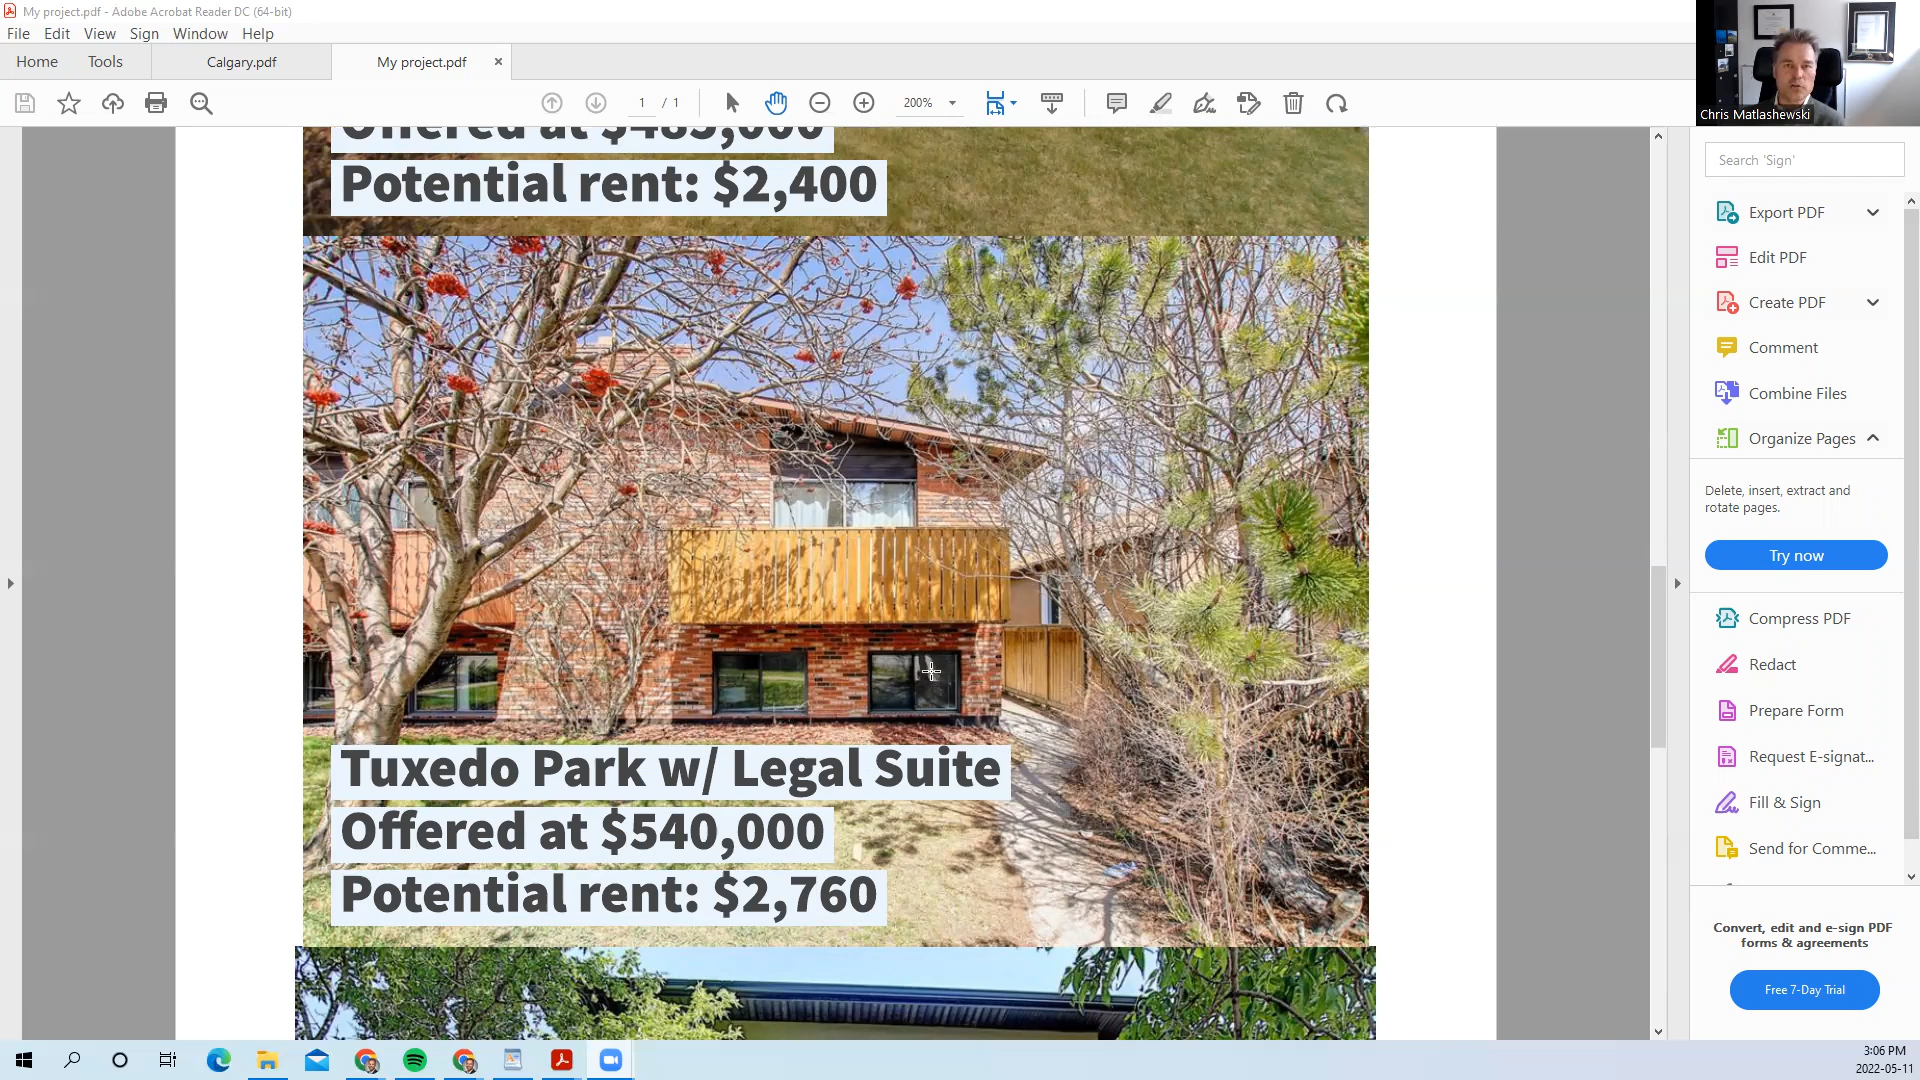 My project.pdf - Adobe Acrobat Reader DC (64-bit)
File Edit View Sign Window Help
Home Tools Calgary.pdf My project.pdf ×
1 / 1 200%
Chris Matlashewski
Offered at $485,000
Potential rent: $2,400
Tuxedo Park w/ Legal Suite
Offered at $540,000
Potential rent: $2,760
Search 'Sign'
Export PDF
Edit PDF
Create PDF
Comment
Combine Files
Organize Pages
Delete, insert, extract and
rotate pages.
Try now
Compress PDF
Redact
Prepare Form
Request E-signat...
Fill & Sign
Send for Comme...
Convert, edit and e-sign PDF
forms & agreements
Free 7-Day Trial
3:06 PM
2022-05-11